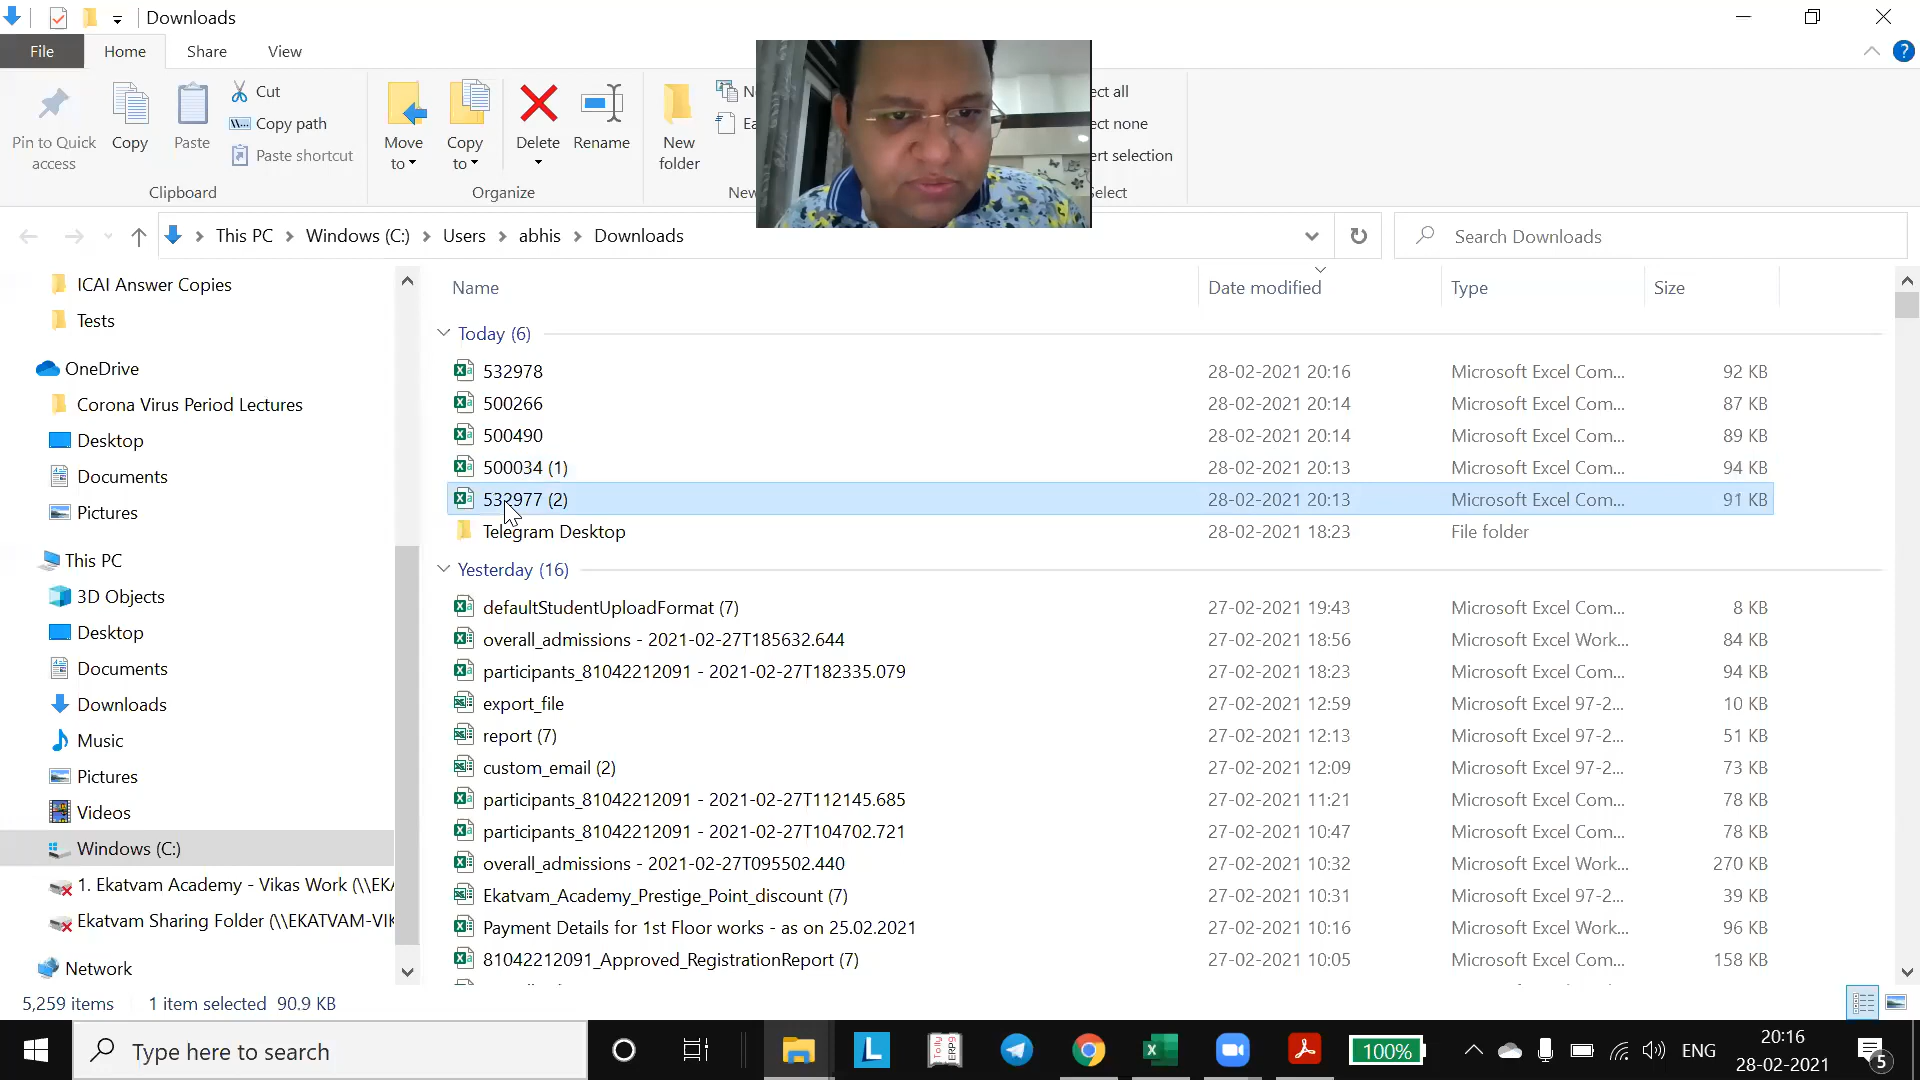 Downloads
File Home Share View
Pin to Quick access
Copy
Paste
Cut
Copy path
Paste shortcut
Clipboard
Move to
Copy to
Delete
Rename
Organize
New folder
ect all
ect none
ert selection
elect
This PC > Windows (C:) > Users > abhis > Downloads
Search Downloads
ICAI Answer Copies
Tests
OneDrive
Corona Virus Period Lectures
Desktop
Documents
Pictures
This PC
3D Objects
Desktop
Documents
Downloads
Music
Pictures
Videos
Windows (C:)
1. Ekatvam Academy - Vikas Work (\\EKA
Ekatvam Sharing Folder (\\EKATVAM-VIK
Network
Name Date modified Type Size
Today (6)
532978 28-02-2021 20:16 Microsoft Excel Com... 92 KB
500266 28-02-2021 20:14 Microsoft Excel Com... 87 KB
500490 28-02-2021 20:14 Microsoft Excel Com... 89 KB
500034 (1) 28-02-2021 20:13 Microsoft Excel Com... 94 KB
532977 (2) 28-02-2021 20:13 Microsoft Excel Com... 91 KB
Telegram Desktop 28-02-2021 18:23 File folder
Yesterday (16)
defaultStudentUploadFormat (7) 27-02-2021 19:43 Microsoft Excel Com... 8 KB
overall_admissions - 2021-02-27T185632.644 27-02-2021 18:56 Microsoft Excel Work... 84 KB
participants_81042212091 - 2021-02-27T182335.079 27-02-2021 18:23 Microsoft Excel Com... 94 KB
export_file 27-02-2021 12:59 Microsoft Excel 97-2... 10 KB
report (7) 27-02-2021 12:13 Microsoft Excel 97-2... 51 KB
custom_email (2) 27-02-2021 12:09 Microsoft Excel 97-2... 73 KB
participants_81042212091 - 2021-02-27T112145.685 27-02-2021 11:21 Microsoft Excel Com... 78 KB
participants_81042212091 - 2021-02-27T104702.721 27-02-2021 10:47 Microsoft Excel Com... 78 KB
overall_admissions - 2021-02-27T095502.440 27-02-2021 10:32 Microsoft Excel Work... 270 KB
Ekatvam_Academy_Prestige_Point_discount (7) 27-02-2021 10:31 Microsoft Excel 97-2... 39 KB
Payment Details for 1st Floor works - as on 25.02.2021 27-02-2021 10:16 Microsoft Excel Work... 96 KB
81042212091_Approved_RegistrationReport (7) 27-02-2021 10:05 Microsoft Excel Com... 158 KB
5,259 items 1 item selected 90.9 KB
Type here to search
100%
ENG
20:16
28-02-2021
5